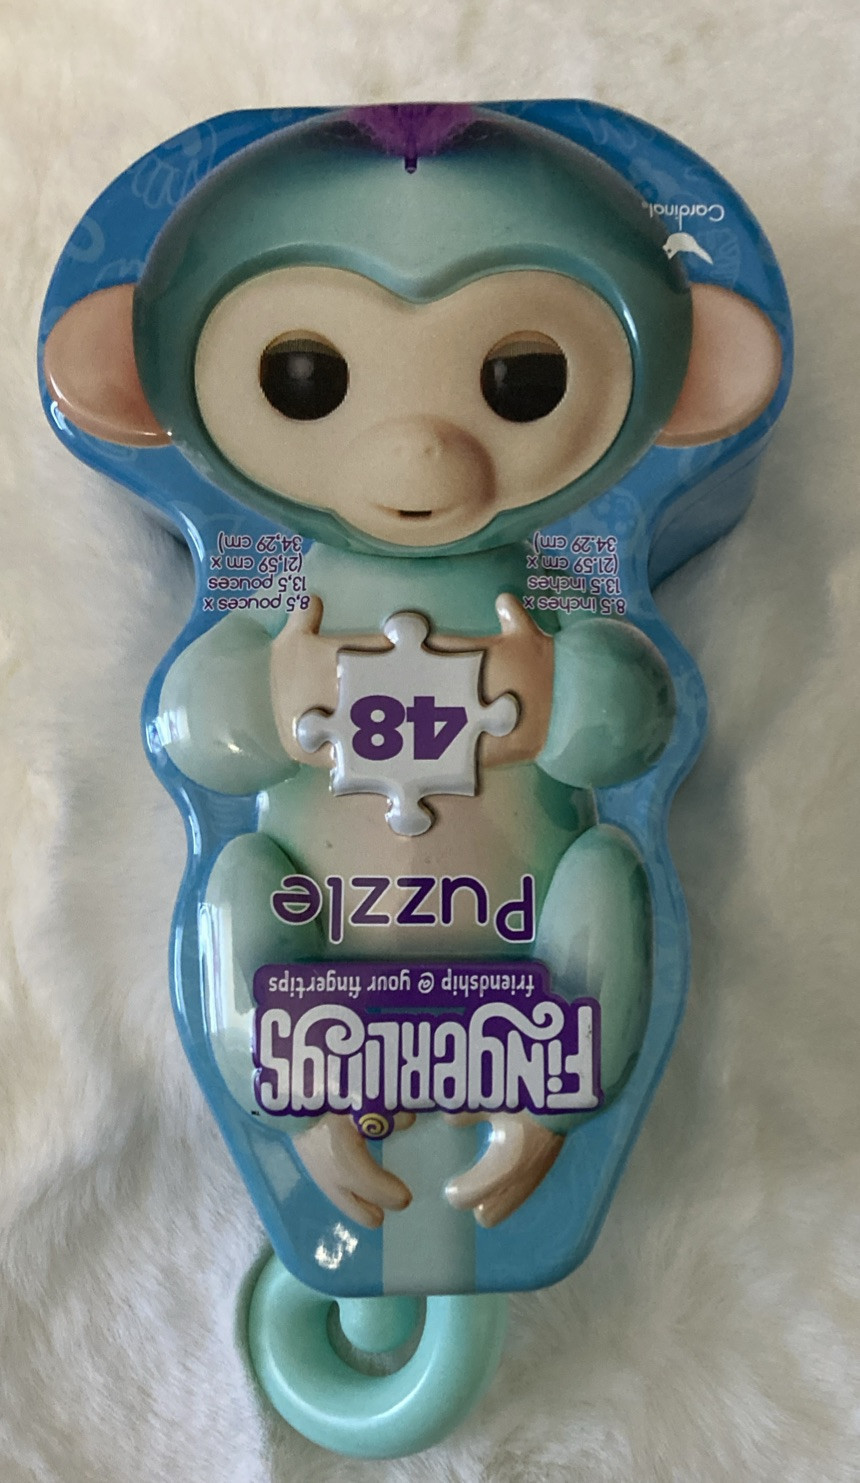 FiNgeRLiNgS™
friendship @ your fingertips
Puzzle
48
8.5 inches x
13.5 inches
(21.59 cm x
34.29 cm)
8,5 pouces x
13,5 pouces
(21,59 cm x
34,29 cm)
Cardinal®